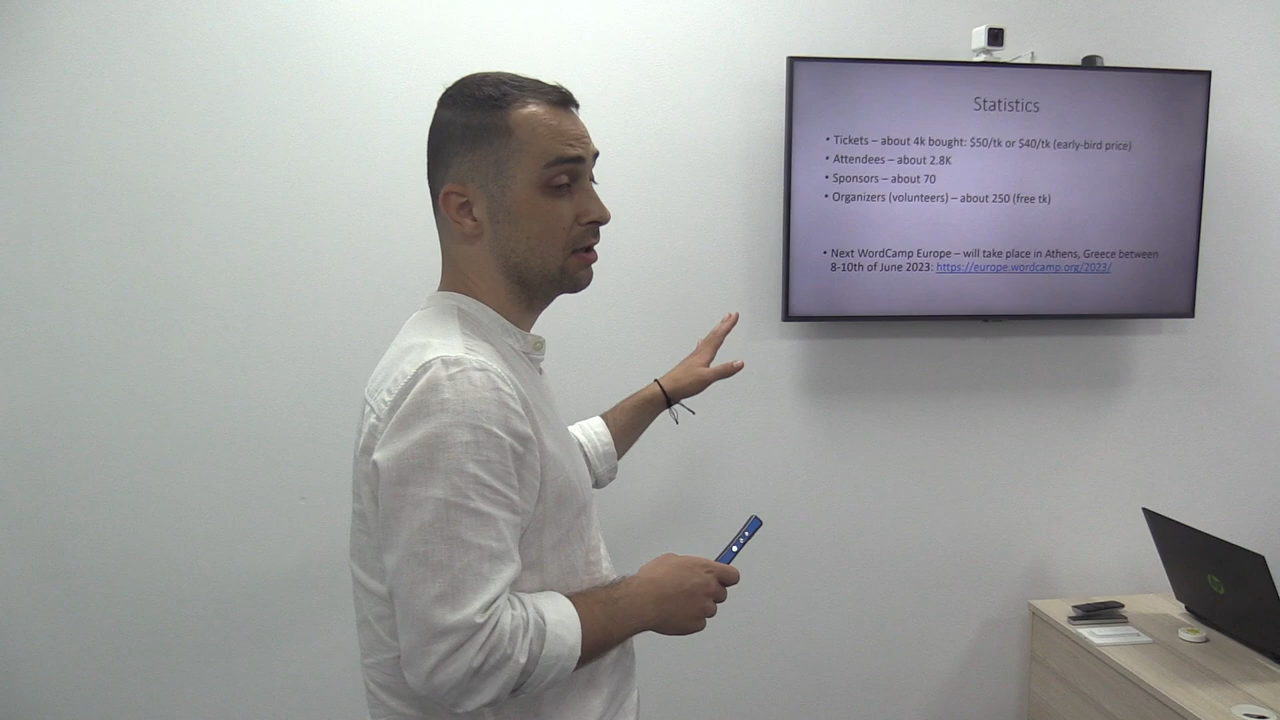 Statistics
• Tickets – about 4k bought: $50/tk or $40/tk (early-bird price)
• Attendees – about 2.8K
• Sponsors – about 70
• Organizers (volunteers) – about 250 (free tk)
• Next WordCamp Europe – will take place in Athens, Greece between
8-10th of June 2023: https://europe.wordcamp.org/2023/
hp